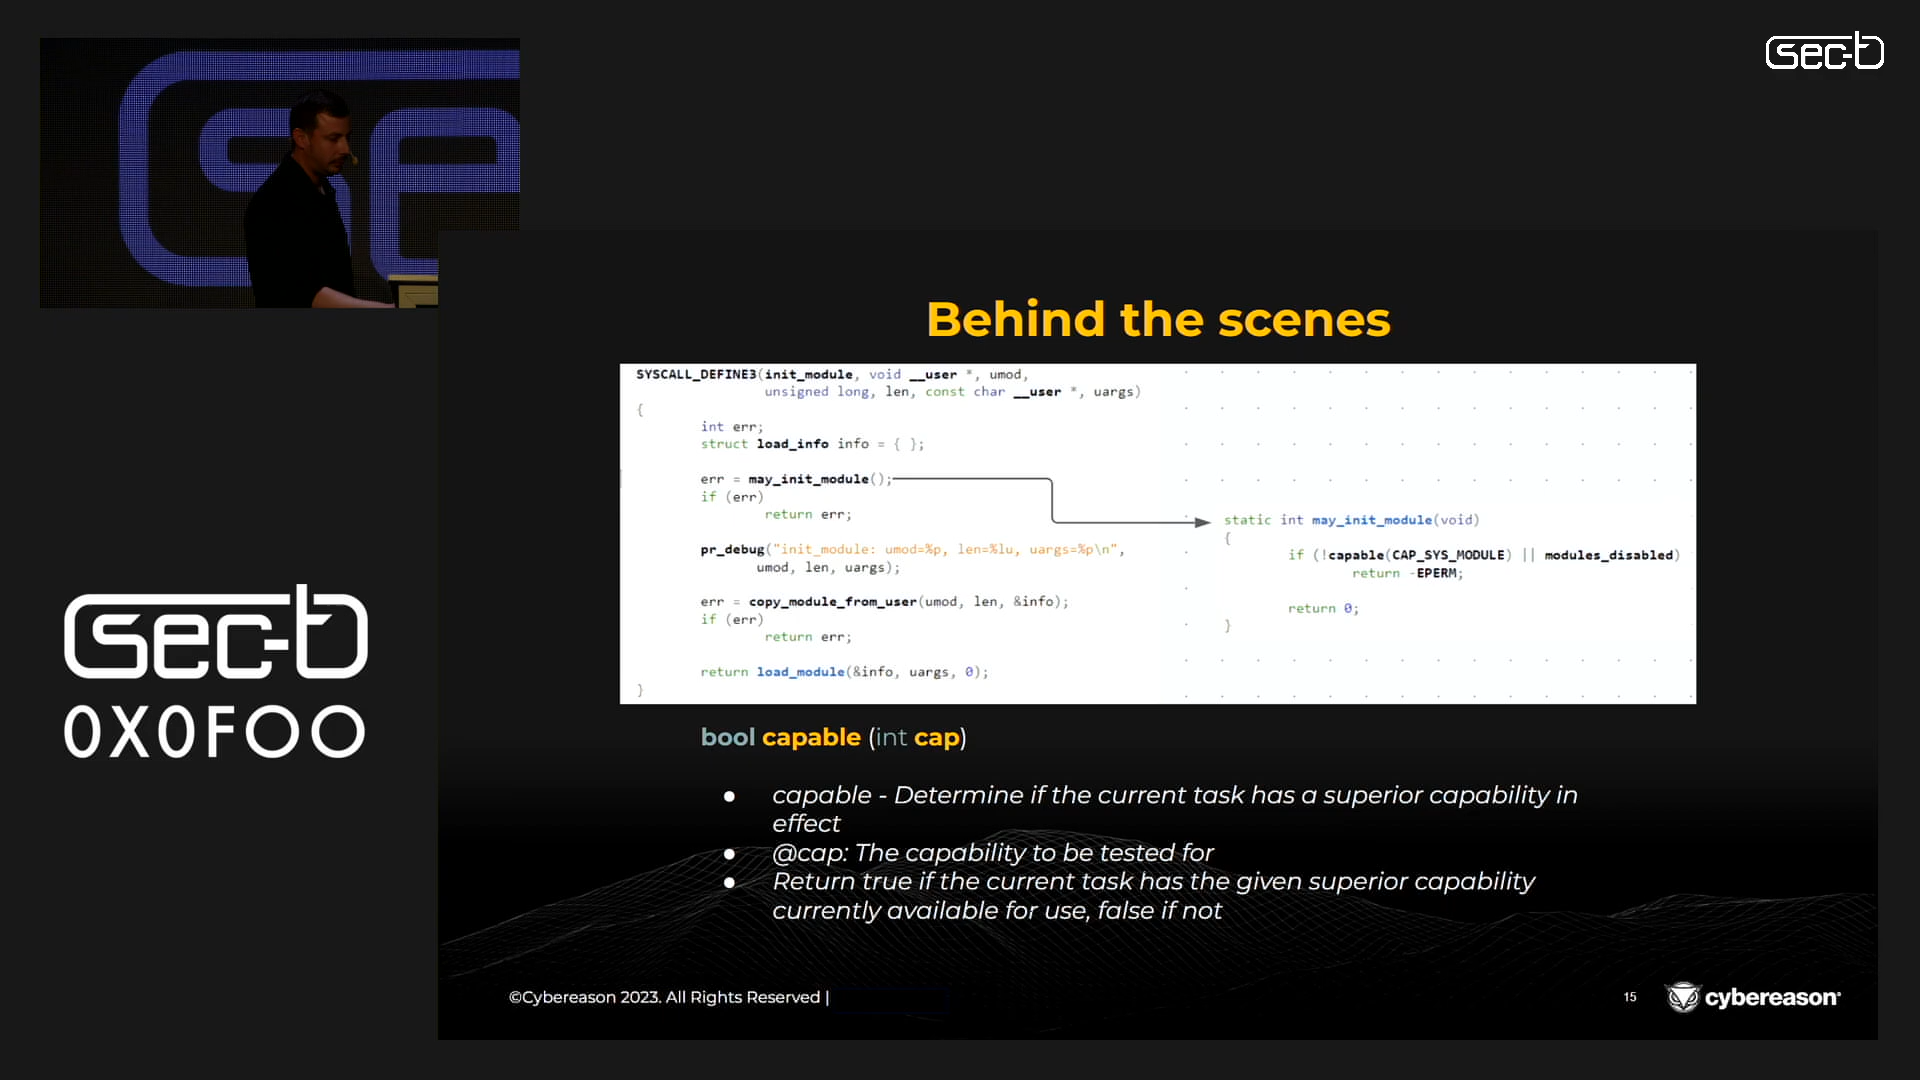 sec-t
se
Behind the scenes
SYSCALL_DEFINE3(init_module, void __user *, umod,
unsigned long, len, const char __user *, uargs)
{
int err;
struct load_info info = { };
err = may_init_module();
if (err)
return err;
pr_debug("init_module: umod=%p, len=%lu, uargs=%p\n",
umod, len, uargs);
err = copy_module_from_user(umod, len, &info);
if (err)
return err;
return load_module(&info, uargs, 0);
}
static int may_init_module(void)
{
if (!capable(CAP_SYS_MODULE) || modules_disabled)
return -EPERM;
return 0;
}
sec-t
0X0F00
bool capable (int cap)
● capable - Determine if the current task has a superior capability in
effect
● @cap: The capability to be tested for
● Return true if the current task has the given superior capability
currently available for use, false if not
©Cybereason 2023. All Rights Reserved |
15
cybereason®